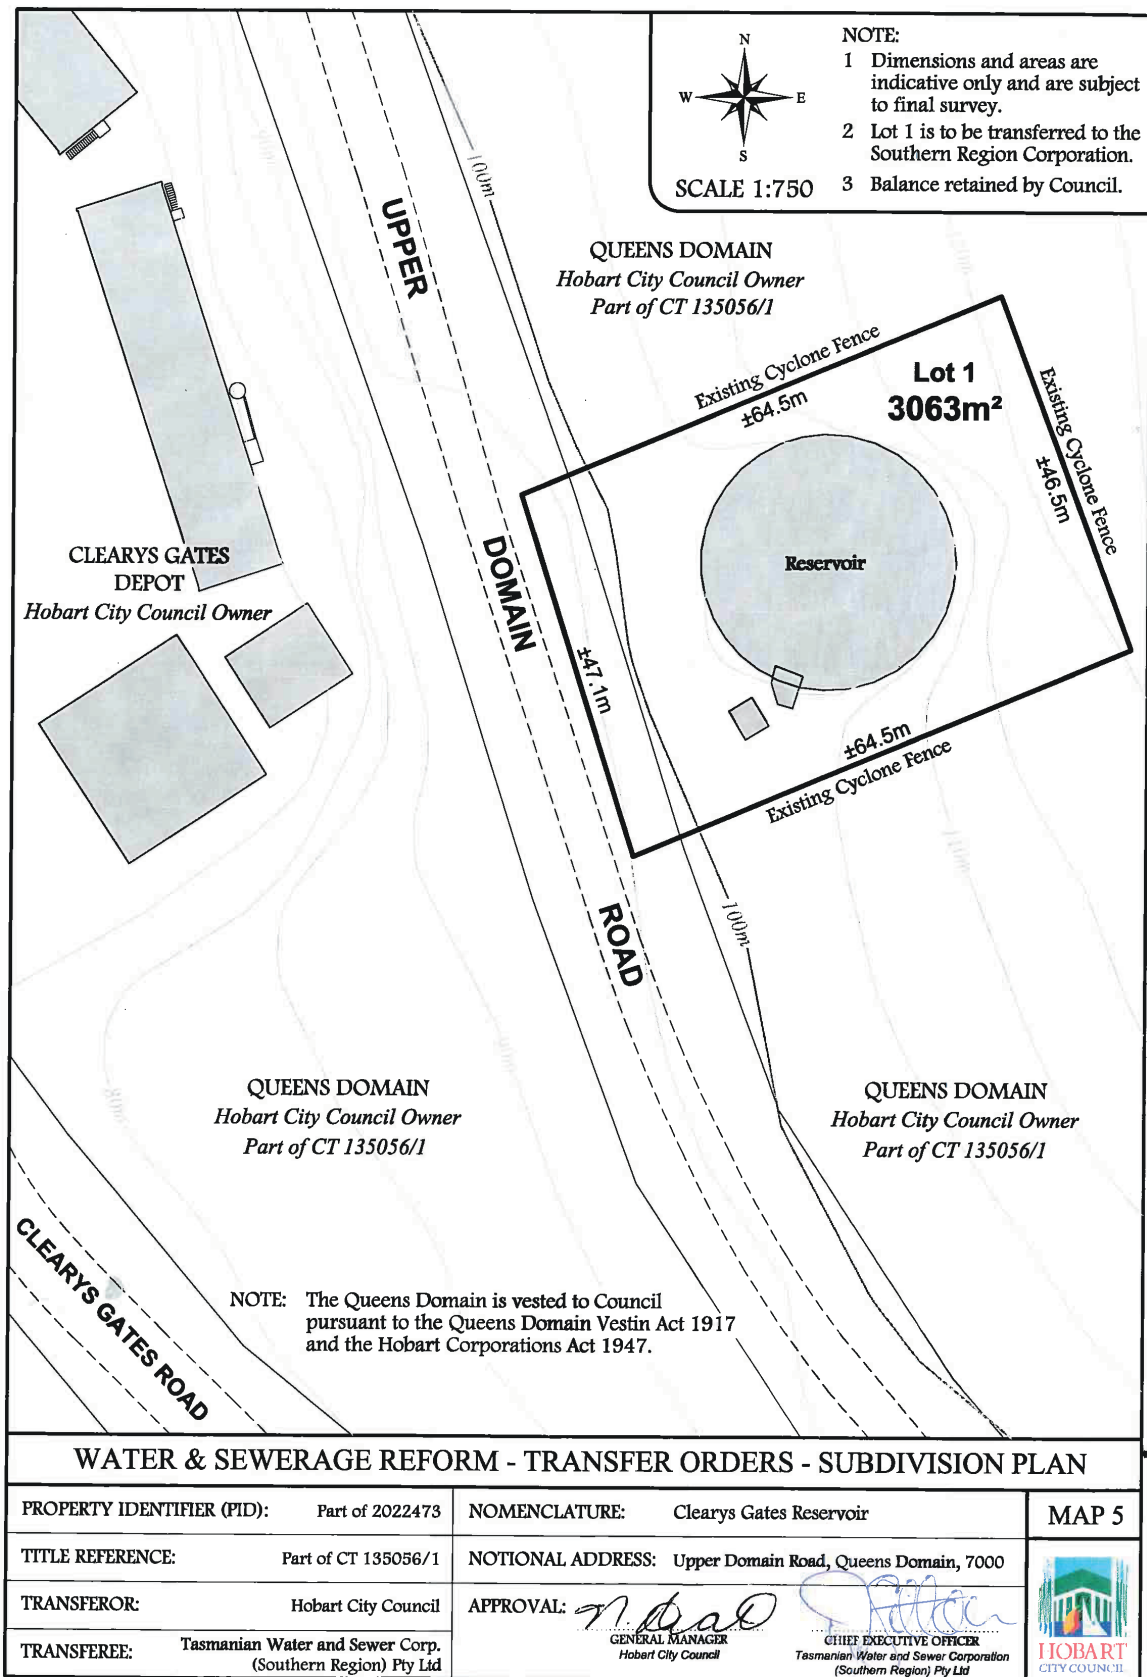 N
W E
S
SCALE 1:750
NOTE:
1 Dimensions and areas are
indicative only and are subject
to final survey.
2 Lot 1 is to be transferred to the
Southern Region Corporation.
3 Balance retained by Council.
100m
UPPER
QUEENS DOMAIN
Hobart City Council Owner
Part of CT 135056/1
Existing Cyclone Fence
±64.5m
Lot 1
3063m²
Existing Cyclone Fence
±46.5m
CLEARYS GATES
DEPOT
Hobart City Council Owner
DOMAIN
Reservoir
±47.1m
±64.5m
Existing Cyclone Fence
110m
ROAD
100m
90m
80m
QUEENS DOMAIN
Hobart City Council Owner
Part of CT 135056/1
QUEENS DOMAIN
Hobart City Council Owner
Part of CT 135056/1
CLEARYS GATES ROAD
NOTE: The Queens Domain is vested to Council
pursuant to the Queens Domain Vestin Act 1917
and the Hobart Corporations Act 1947.
WATER & SEWERAGE REFORM - TRANSFER ORDERS - SUBDIVISION PLAN
PROPERTY IDENTIFIER (PID): Part of 2022473
NOMENCLATURE: Clearys Gates Reservoir
MAP 5
TITLE REFERENCE: Part of CT 135056/1
NOTIONAL ADDRESS: Upper Domain Road, Queens Domain, 7000
TRANSFEROR: Hobart City Council
APPROVAL:
GENERAL MANAGER
Hobart City Council
CHIEF EXECUTIVE OFFICER
Tasmanian Water and Sewer Corporation
(Southern Region) Pty Ltd
TRANSFEREE: Tasmanian Water and Sewer Corp.
(Southern Region) Pty Ltd
HOBART
CITY COUNCIL